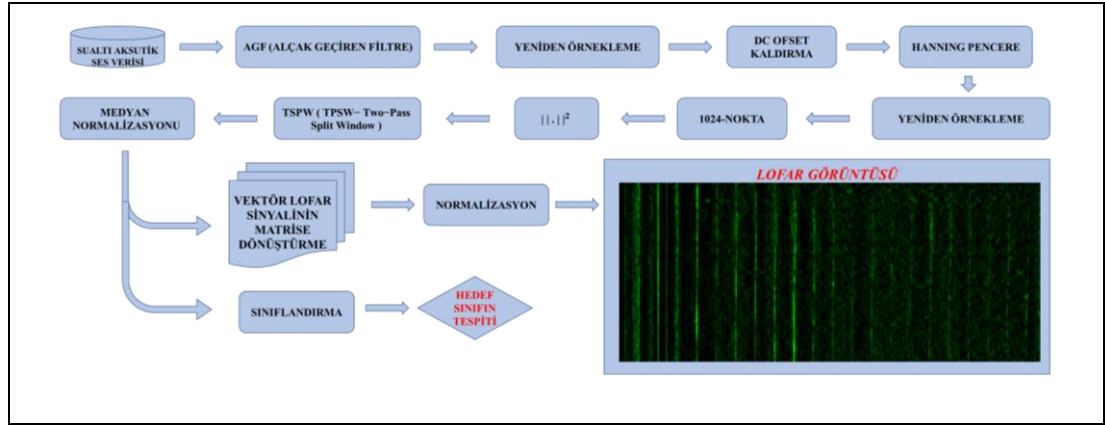 SUALTI AKSUTİK
SES VERİSİ
AGF (ALÇAK GEÇİREN FİLTRE)
YENİDEN ÖRNEKLEME
DC OFSET
KALDIRMA
HANNING PENCERE
YENİDEN ÖRNEKLEME
1024-NOKTA
||.||²
TSPW ( TPSW− Two−Pass
Split Window )
MEDYAN
NORMALİZASYONU
VEKTÖR LOFAR
SİNYALİNİN
MATRİSE
DÖNÜŞTÜRME
NORMALİZASYON
LOFAR GÖRÜNTÜSÜ
SINIFLANDIRMA
HEDEF
SINIFIN
TESPİTİ